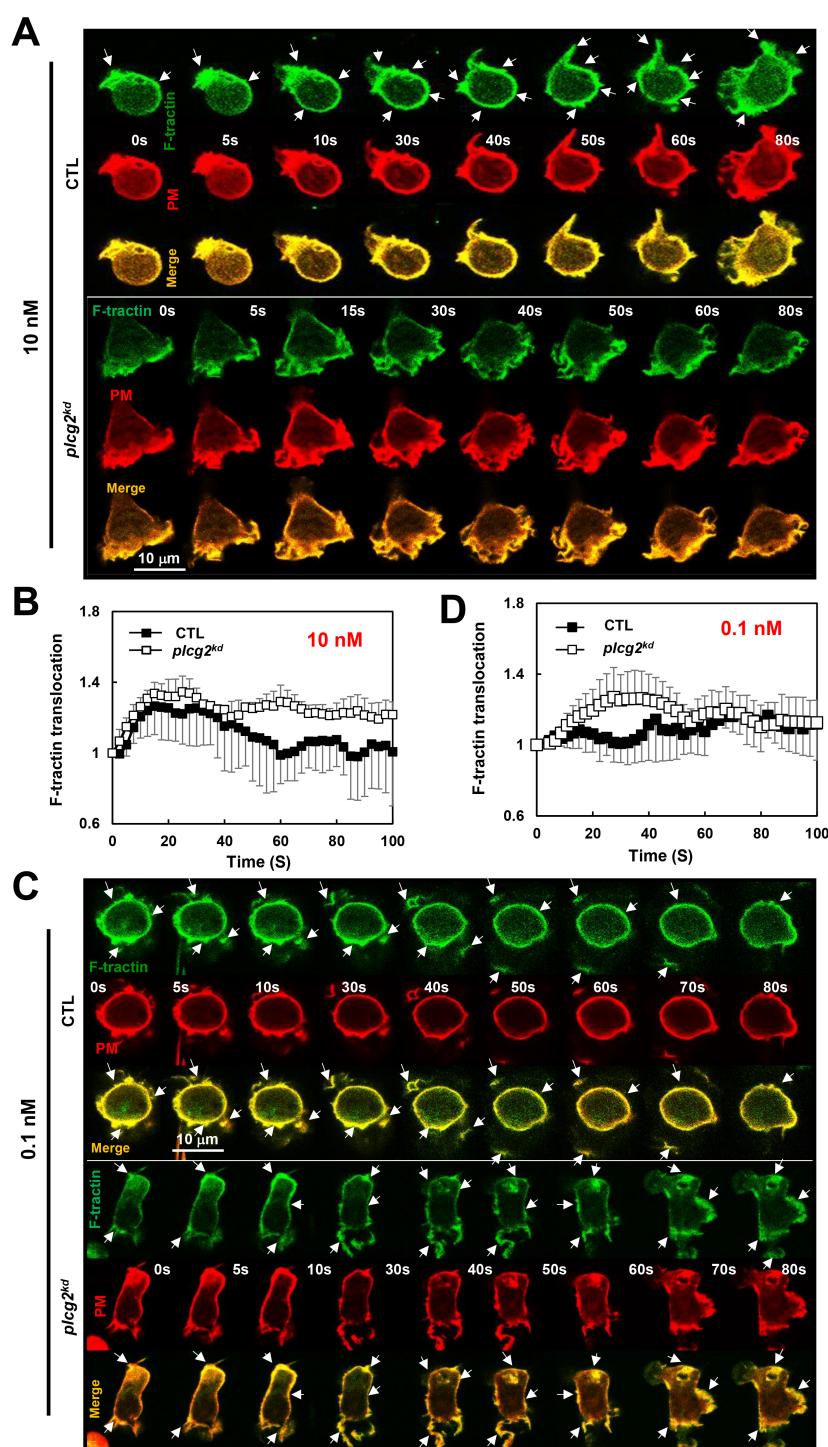 A
CTL
10 nM
F-tractin
0s 5s 10s 30s 40s 50s 60s 80s
PM
Merge
plcg2kd
F-tractin 0s 5s 15s 30s 40s 50s 60s 80s
PM
Merge
10 μm
B
1.8
1.4
1
0.6
F-tractin translocation
CTL
plcg2kd
10 nM
0 20 40 60 80 100
Time (S)
D
1.8
1.4
1
0.6
F-tractin translocation
CTL
plcg2kd
0.1 nM
0 20 40 60 80 100
Time (S)
C
CTL
0.1 nM
F-tractin
0s 5s 10s 30s 40s 50s 60s 70s 80s
PM
Merge
10 μm
plcg2kd
F-tractin
0s 5s 10s 30s 40s 50s 60s 70s 80s
PM
Merge